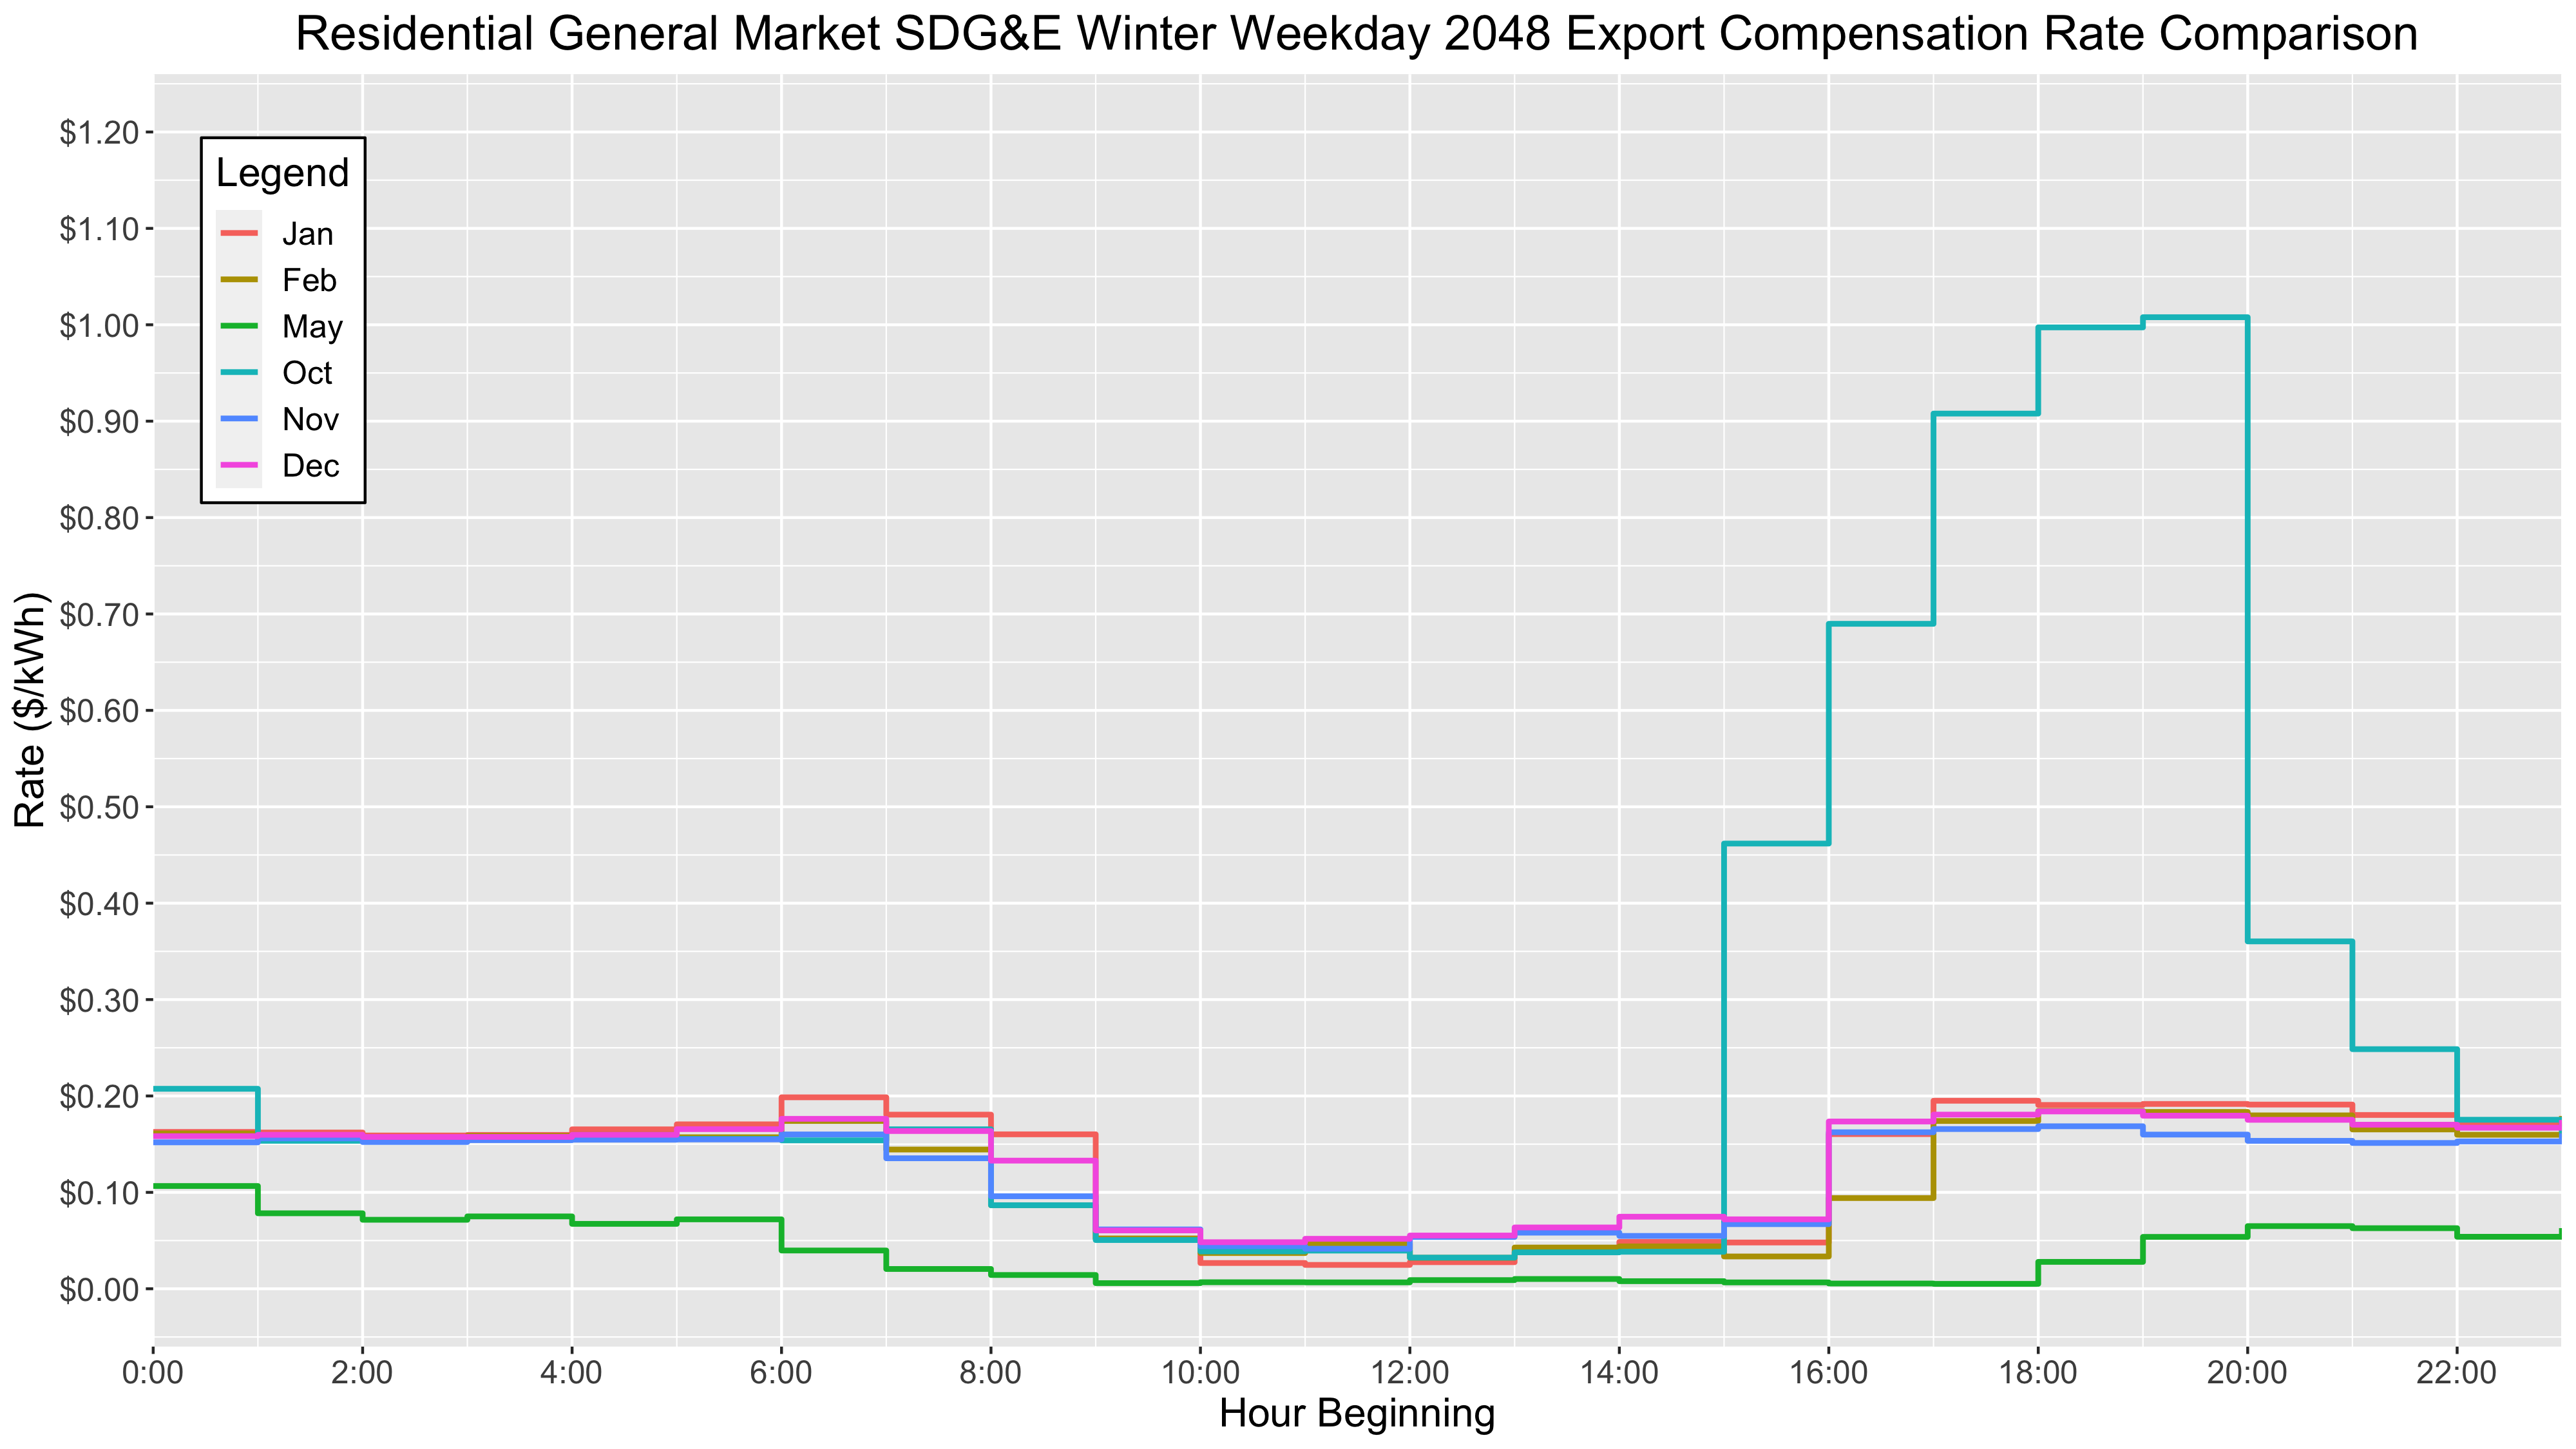 Residential General Market SDG&E Winter Weekday 2048 Export Compensation Rate Comparison
$1.20
$1.10
$1.00
$0.90
$0.80
$0.70
$0.60
$0.50
$0.40
$0.30
$0.20
$0.10
$0.00
Rate ($/kWh)
Legend
Jan
Feb
May
Oct
Nov
Dec
0:00 2:00 4:00 6:00 8:00 10:00 12:00 14:00 16:00 18:00 20:00 22:00
Hour Beginning